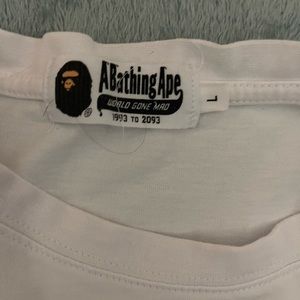 ABathingApe
WORLD GONE MAD
1993 TO 2093
L